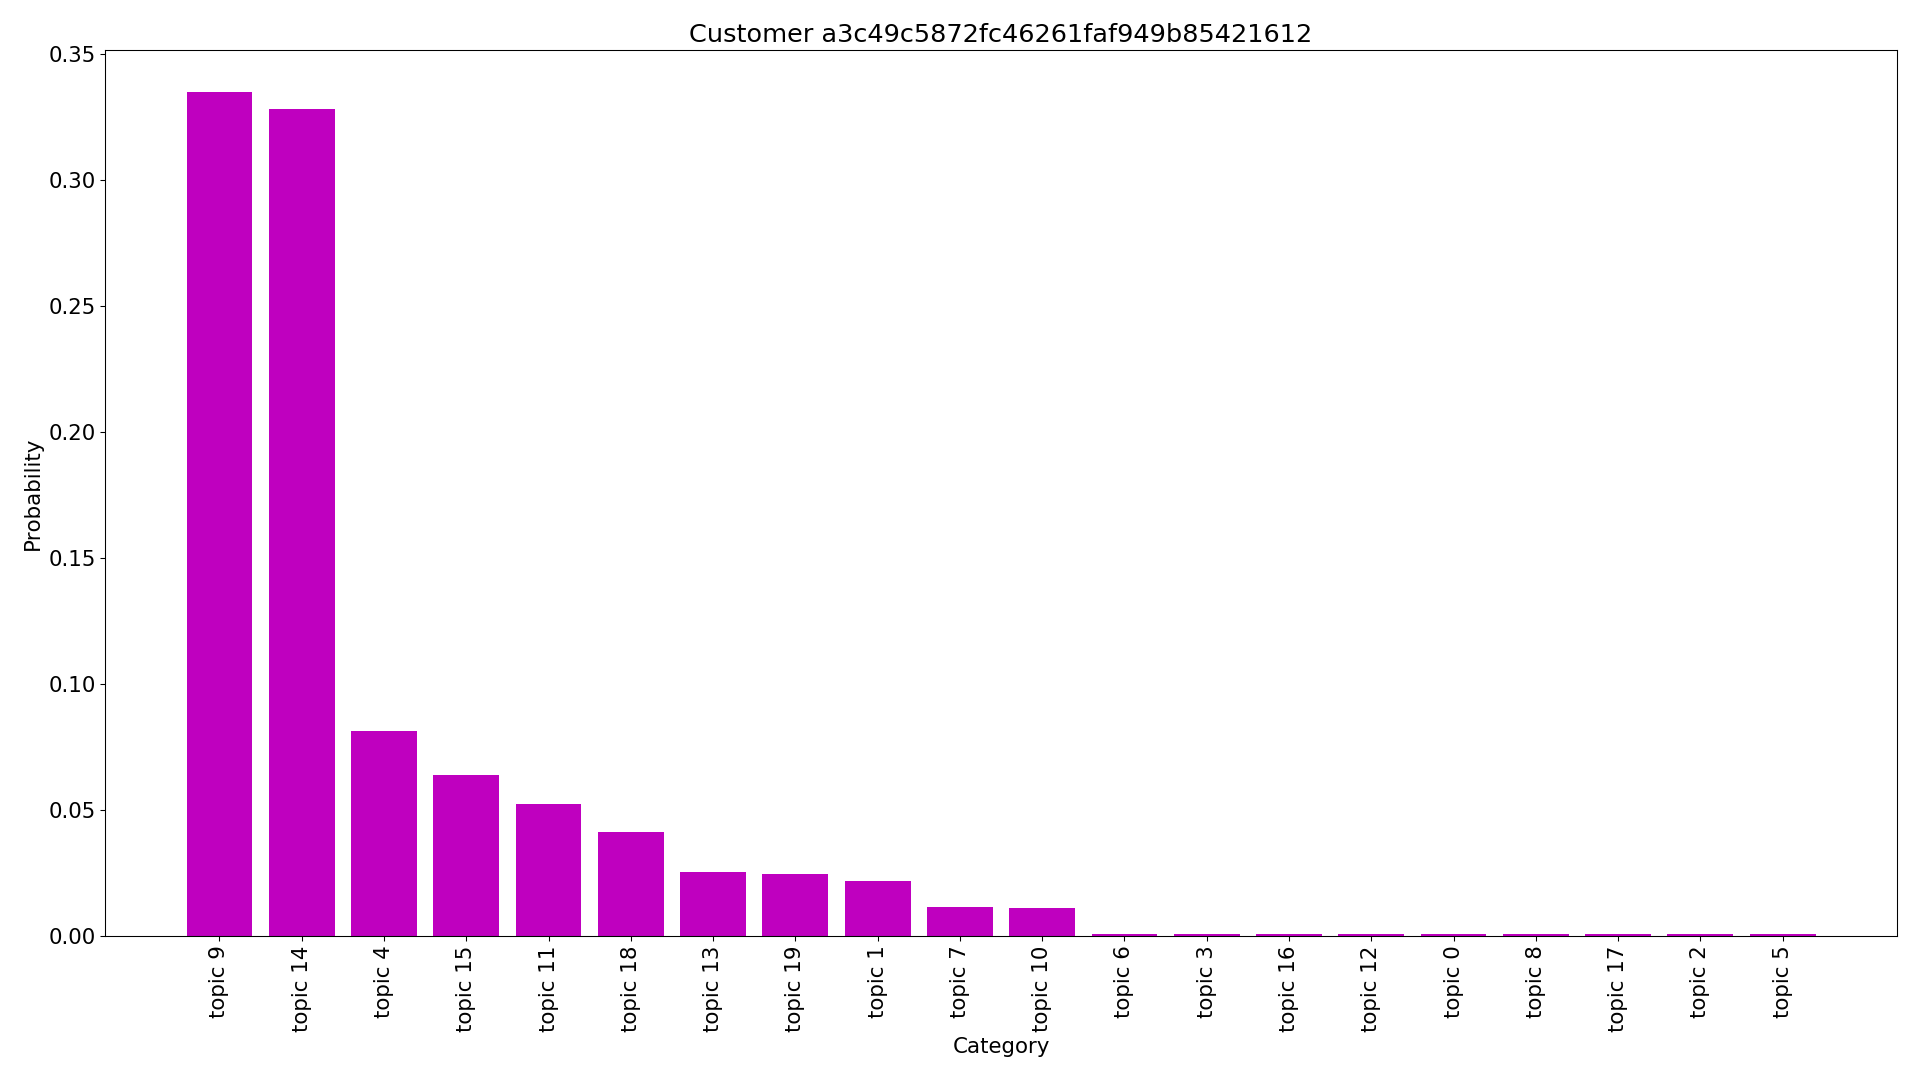 Customer a3c49c5872fc46261faf949b85421612
0.35
0.30
0.25
0.20
0.15
0.10
0.05
0.00
Probability
topic 9
topic 14
topic 4
topic 15
topic 11
topic 18
topic 13
topic 19
topic 1
topic 7
topic 10
topic 6
topic 3
topic 16
topic 12
topic 0
topic 8
topic 17
topic 2
topic 5
Category